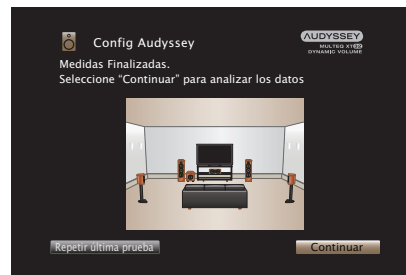 Config Audyssey
AUDYSSEY
MULTEQ XT32
DYNAMIC VOLUME
Medidas Finalizadas.
Seleccione “Continuar” para analizar los datos
Repetir última prueba
Continuar